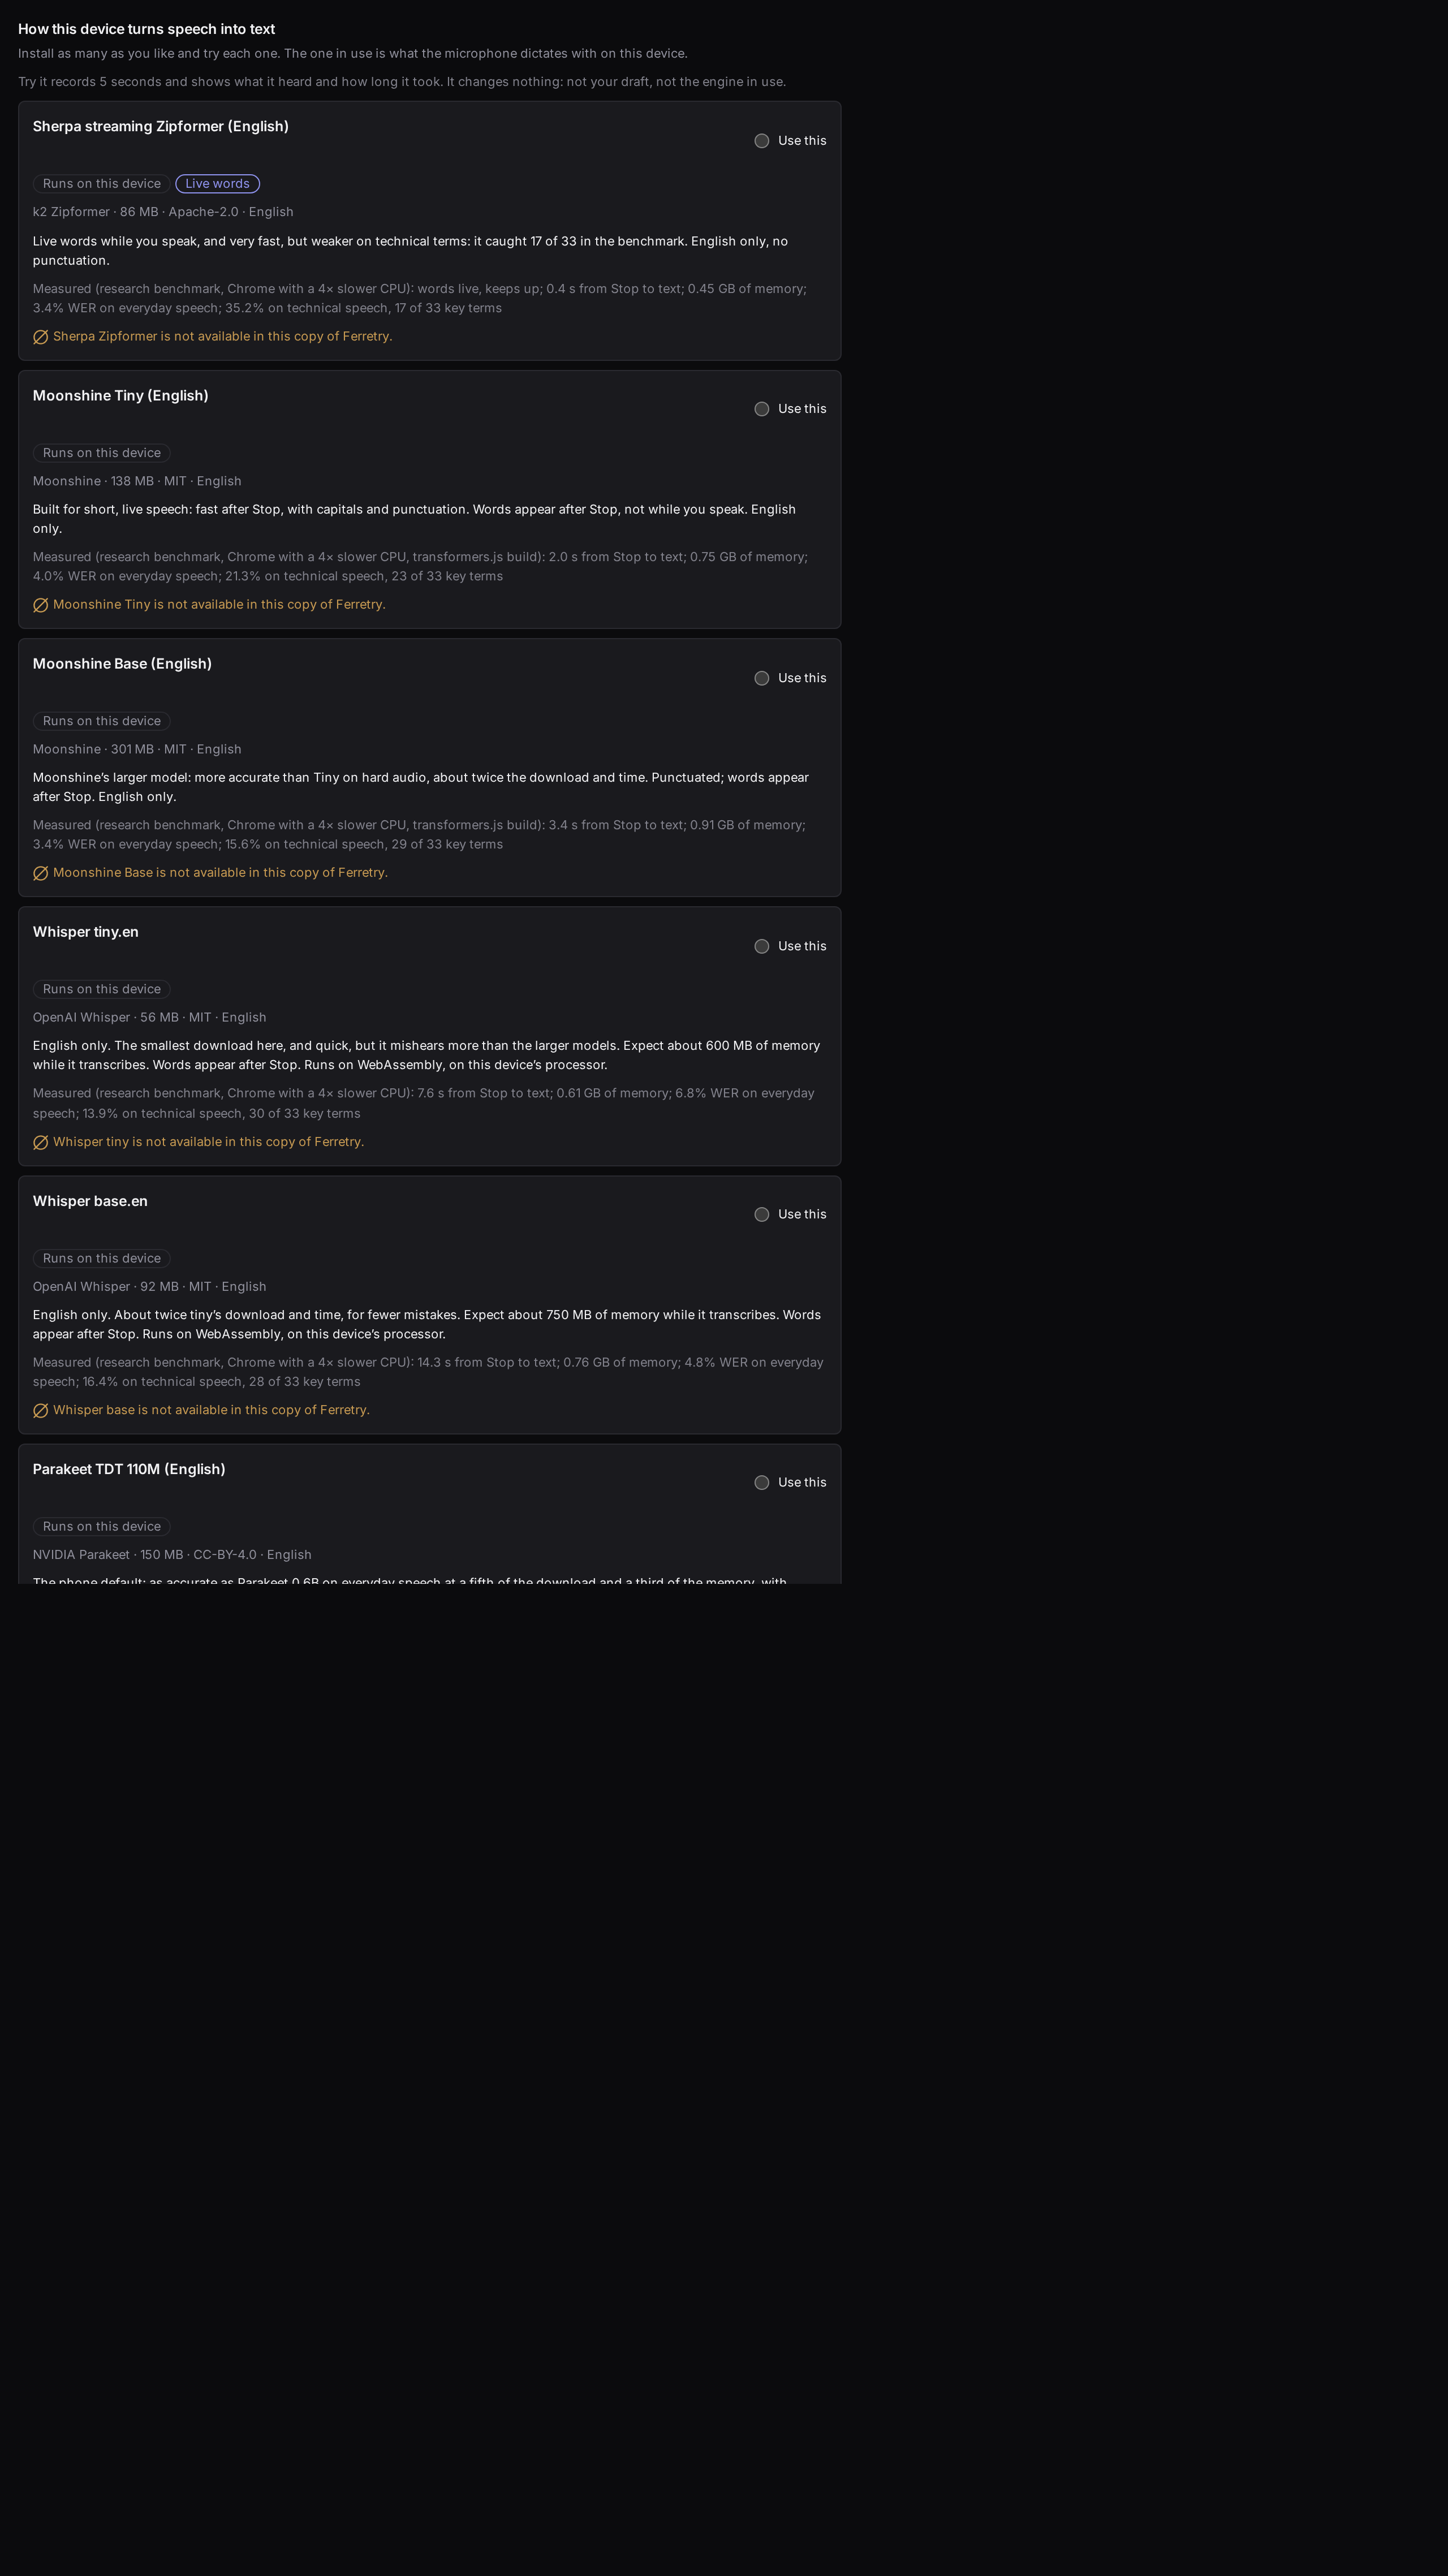 How this device turns speech into text
Install as many as you like and try each one. The one in use is what the microphone dictates with on this device.
Try it records 5 seconds and shows what it heard and how long it took. It changes nothing: not your draft, not the engine in use.
Sherpa streaming Zipformer (English)
Use this
Runs on this device
Live words
k2 Zipformer · 86 MB · Apache-2.0 · English
Live words while you speak, and very fast, but weaker on technical terms: it caught 17 of 33 in the benchmark. English only, no
punctuation.
Measured (research benchmark, Chrome with a 4× slower CPU): words live, keeps up; 0.4 s from Stop to text; 0.45 GB of memory;
3.4% WER on everyday speech; 35.2% on technical speech, 17 of 33 key terms
Sherpa Zipformer is not available in this copy of Ferretry.
Moonshine Tiny (English)
Use this
Runs on this device
Moonshine · 138 MB · MIT · English
Built for short, live speech: fast after Stop, with capitals and punctuation. Words appear after Stop, not while you speak. English
only.
Measured (research benchmark, Chrome with a 4× slower CPU, transformers.js build): 2.0 s from Stop to text; 0.75 GB of memory;
4.0% WER on everyday speech; 21.3% on technical speech, 23 of 33 key terms
Moonshine Tiny is not available in this copy of Ferretry.
Moonshine Base (English)
Use this
Runs on this device
Moonshine · 301 MB · MIT · English
Moonshine’s larger model: more accurate than Tiny on hard audio, about twice the download and time. Punctuated; words appear
after Stop. English only.
Measured (research benchmark, Chrome with a 4× slower CPU, transformers.js build): 3.4 s from Stop to text; 0.91 GB of memory;
3.4% WER on everyday speech; 15.6% on technical speech, 29 of 33 key terms
Moonshine Base is not available in this copy of Ferretry.
Whisper tiny.en
Use this
Runs on this device
OpenAI Whisper · 56 MB · MIT · English
English only. The smallest download here, and quick, but it mishears more than the larger models. Expect about 600 MB of memory
while it transcribes. Words appear after Stop. Runs on WebAssembly, on this device’s processor.
Measured (research benchmark, Chrome with a 4× slower CPU): 7.6 s from Stop to text; 0.61 GB of memory; 6.8% WER on everyday
speech; 13.9% on technical speech, 30 of 33 key terms
Whisper tiny is not available in this copy of Ferretry.
Whisper base.en
Use this
Runs on this device
OpenAI Whisper · 92 MB · MIT · English
English only. About twice tiny’s download and time, for fewer mistakes. Expect about 750 MB of memory while it transcribes. Words
appear after Stop. Runs on WebAssembly, on this device’s processor.
Measured (research benchmark, Chrome with a 4× slower CPU): 14.3 s from Stop to text; 0.76 GB of memory; 4.8% WER on everyday
speech; 16.4% on technical speech, 28 of 33 key terms
Whisper base is not available in this copy of Ferretry.
Parakeet TDT 110M (English)
Use this
Runs on this device
NVIDIA Parakeet · 150 MB · CC-BY-4.0 · English
The phone default: as accurate as Parakeet 0.6B on everyday speech at a fifth of the download and a third of the memory, with